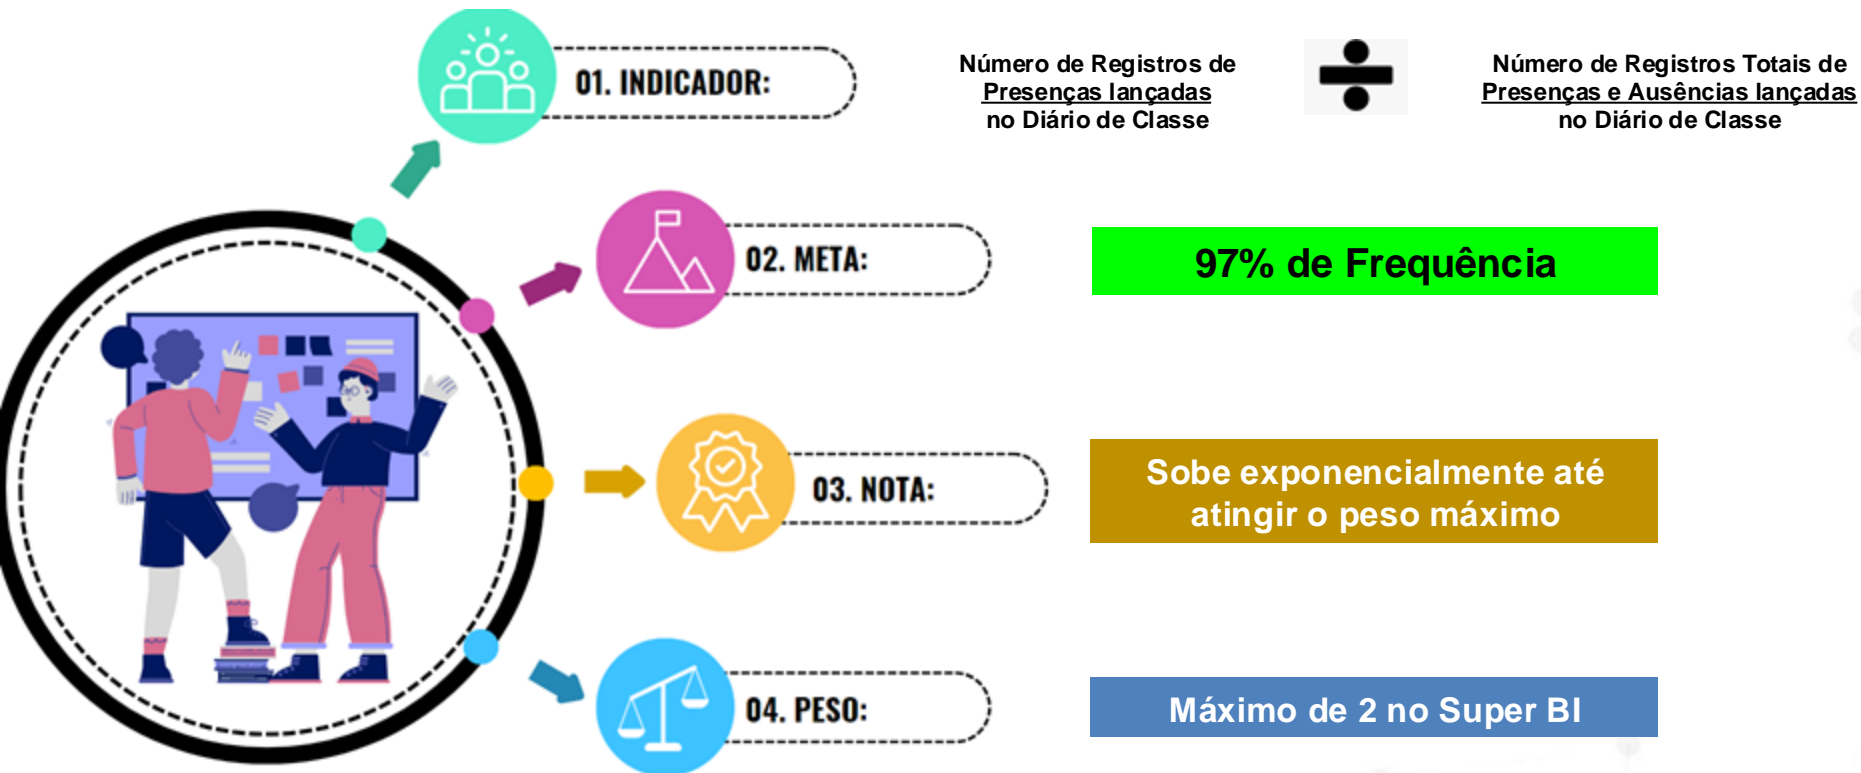 01. INDICADOR:
Número de Registros de
Presenças lançadas
no Diário de Classe
÷
Número de Registros Totais de
Presenças e Ausências lançadas
no Diário de Classe
02. META:
97% de Frequência
03. NOTA:
Sobe exponencialmente até
atingir o peso máximo
04. PESO:
Máximo de 2 no Super BI